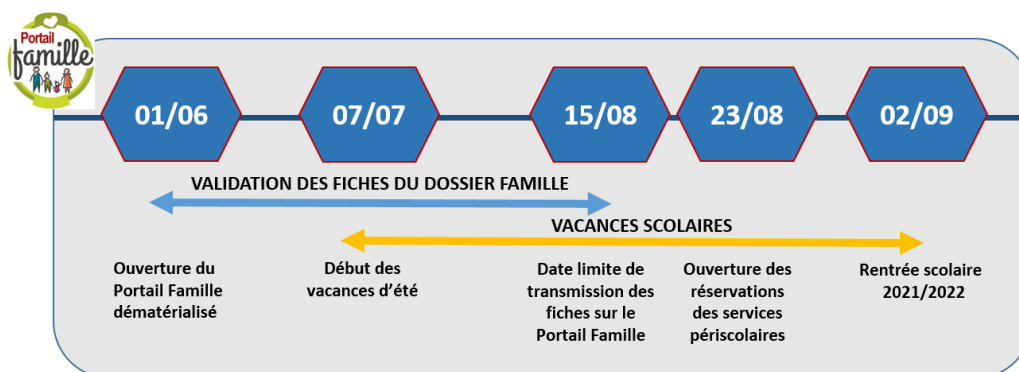 Portail
famille
01/06
07/07
15/08
23/08
02/09
VALIDATION DES FICHES DU DOSSIER FAMILLE
VACANCES SCOLAIRES
Ouverture du
Portail Famille
dématérialisé
Début des
vacances d'été
Date limite de
transmission des
fiches sur le
Portail Famille
Ouverture des
réservations
des services
périscolaires
Rentrée scolaire
2021/2022